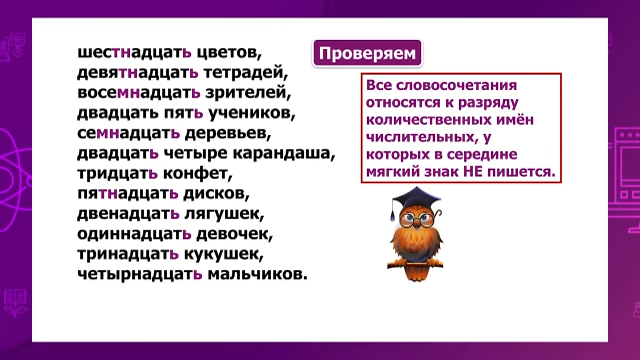 шестнадцать цветов,
девятнадцать тетрадей,
восемнадцать зрителей,
двадцать пять учеников,
семнадцать деревьев,
двадцать четыре карандаша,
тридцать конфет,
пятнадцать дисков,
двенадцать лягушек,
одиннадцать девочек,
тринадцать кукушек,
четырнадцать мальчиков.
Проверяем
Все словосочетания
относятся к разряду
количественных имён
числительных, у
которых в середине
мягкий знак НЕ пишется.